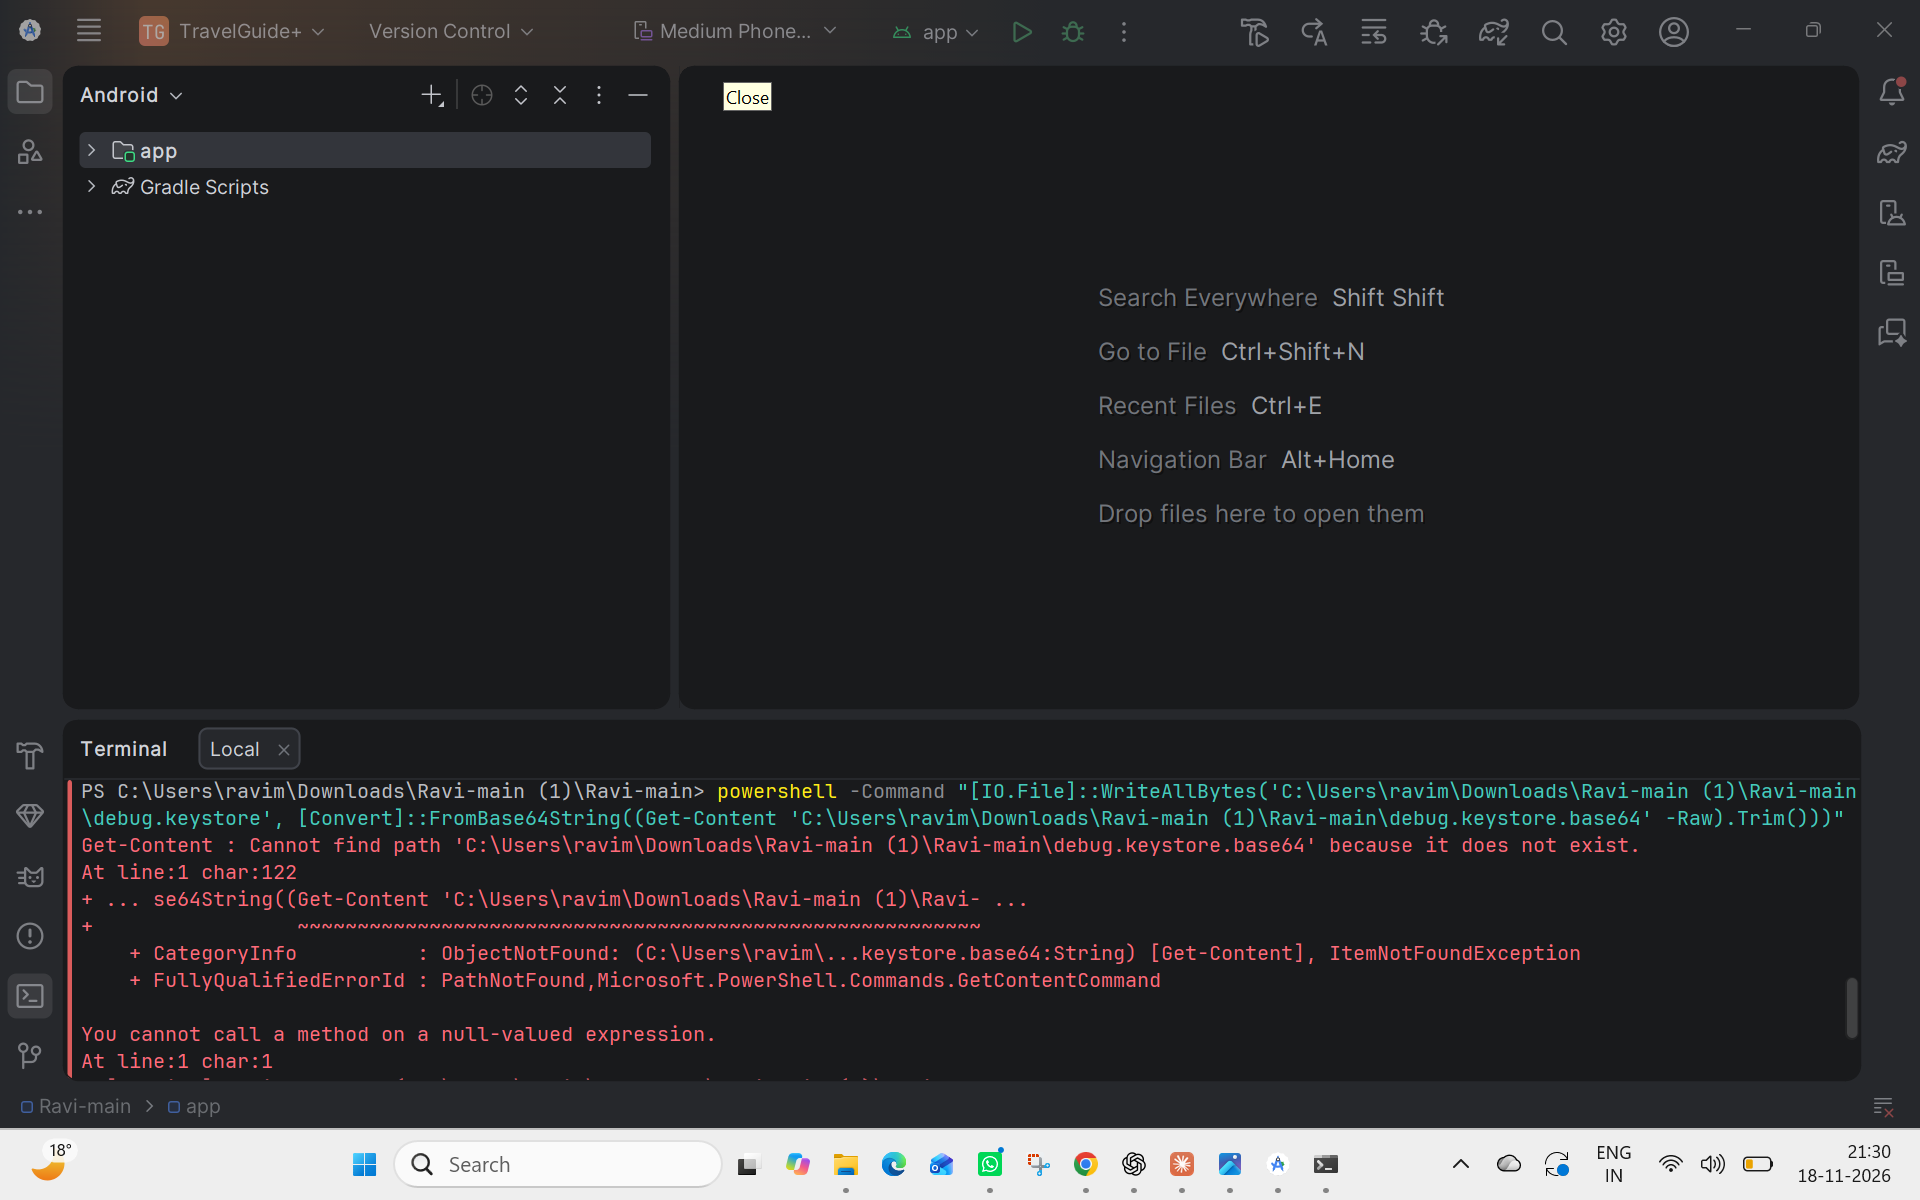 TG TravelGuide+ Version Control Medium Phone... app
Android
Close
app
Gradle Scripts
Search Everywhere Shift Shift
Go to File Ctrl+Shift+N
Recent Files Ctrl+E
Navigation Bar Alt+Home
Drop files here to open them
Terminal Local
PS C:\Users\ravim\Downloads\Ravi-main (1)\Ravi-main> powershell -Command "[IO.File]::WriteAllBytes('C:\Users\ravim\Downloads\Ravi-main (1)\Ravi-main
\debug.keystore', [Convert]::FromBase64String((Get-Content 'C:\Users\ravim\Downloads\Ravi-main (1)\Ravi-main\debug.keystore.base64' -Raw).Trim()))"
Get-Content : Cannot find path 'C:\Users\ravim\Downloads\Ravi-main (1)\Ravi-main\debug.keystore.base64' because it does not exist.
At line:1 char:122
+ ... se64String((Get-Content 'C:\Users\ravim\Downloads\Ravi-main (1)\Ravi- ...
+                 ~~~~~~~~~~~~~~~~~~~~~~~~~~~~~~~~~~~~~~~~~~~~~~~~~~~~~~~~~
    + CategoryInfo          : ObjectNotFound: (C:\Users\ravim\...keystore.base64:String) [Get-Content], ItemNotFoundException
    + FullyQualifiedErrorId : PathNotFound,Microsoft.PowerShell.Commands.GetContentCommand
You cannot call a method on a null-valued expression.
At line:1 char:1
Ravi-main > app
18°
Search
ENG
IN
21:30
18-11-2026